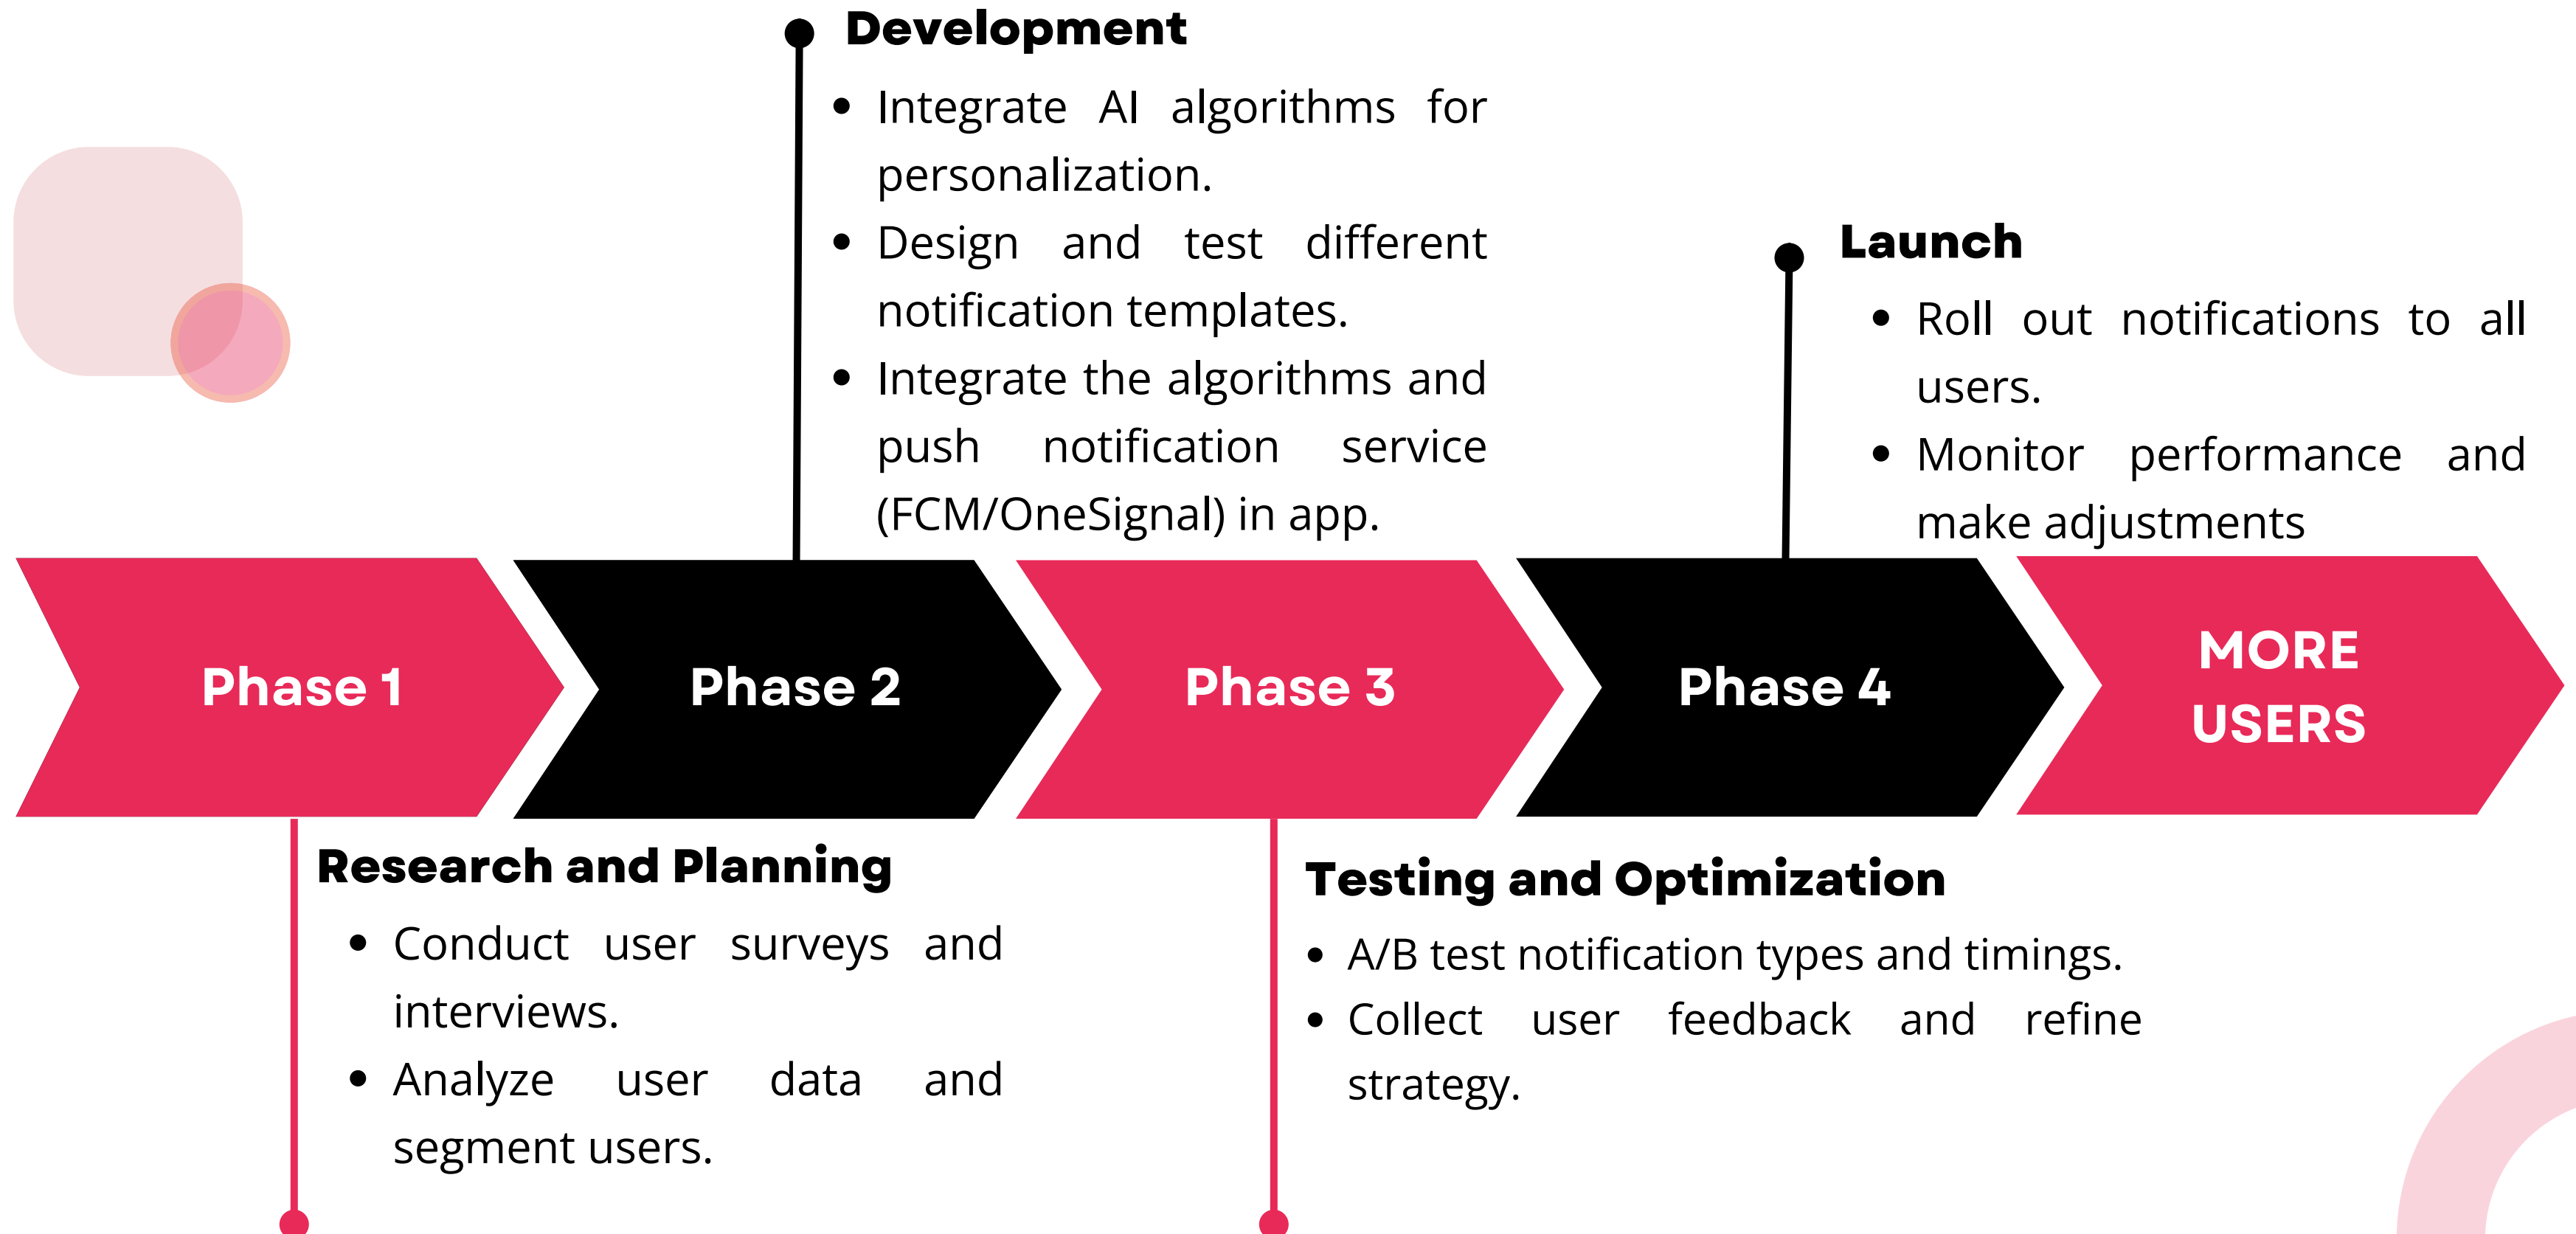 Development
• Integrate AI algorithms for
personalization.
• Design and test different
notification templates.
• Integrate the algorithms and
push notification service
(FCM/OneSignal) in app.
Launch
• Roll out notifications to all
users.
• Monitor performance and
make adjustments
Phase 1
Phase 2
Phase 3
Phase 4
MORE
USERS
Research and Planning
• Conduct user surveys and
interviews.
• Analyze user data and
segment users.
Testing and Optimization
• A/B test notification types and timings.
• Collect user feedback and refine
strategy.